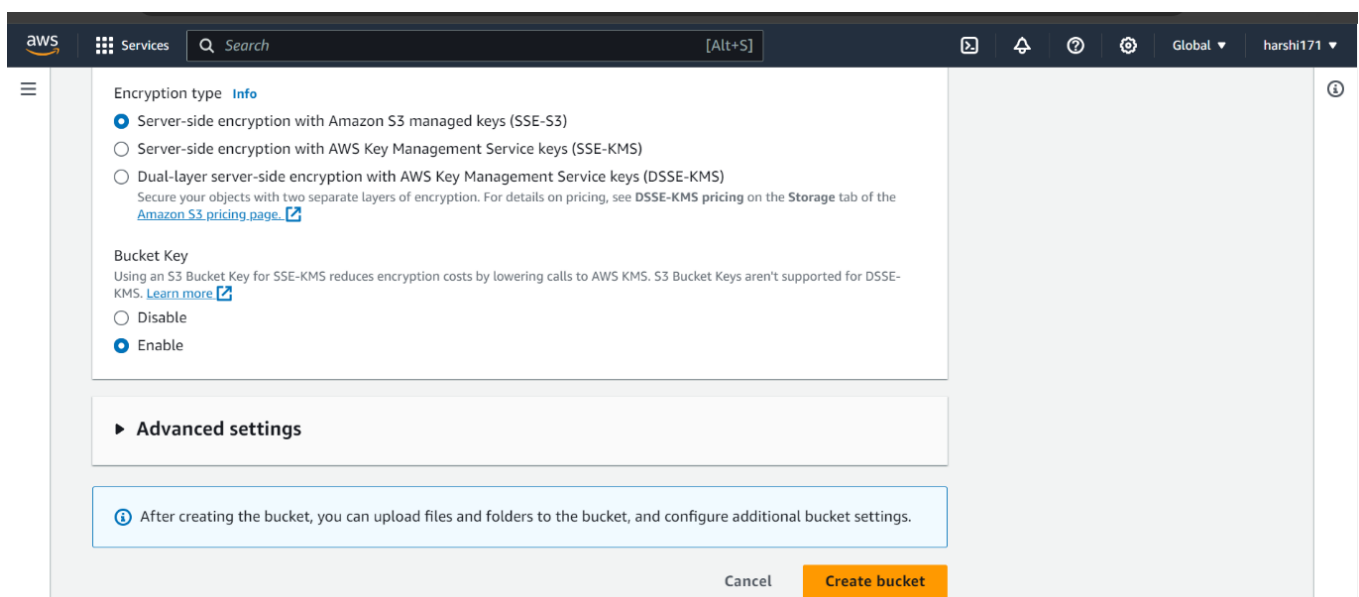 aws
Services
Search
[Alt+S]
Global
harshi171
Encryption type Info
Server-side encryption with Amazon S3 managed keys (SSE-S3)
Server-side encryption with AWS Key Management Service keys (SSE-KMS)
Dual-layer server-side encryption with AWS Key Management Service keys (DSSE-KMS)
Secure your objects with two separate layers of encryption. For details on pricing, see DSSE-KMS pricing on the Storage tab of the
Amazon S3 pricing page.
Bucket Key
Using an S3 Bucket Key for SSE-KMS reduces encryption costs by lowering calls to AWS KMS. S3 Bucket Keys aren't supported for DSSE-
KMS. Learn more
Disable
Enable
Advanced settings
After creating the bucket, you can upload files and folders to the bucket, and configure additional bucket settings.
Cancel
Create bucket